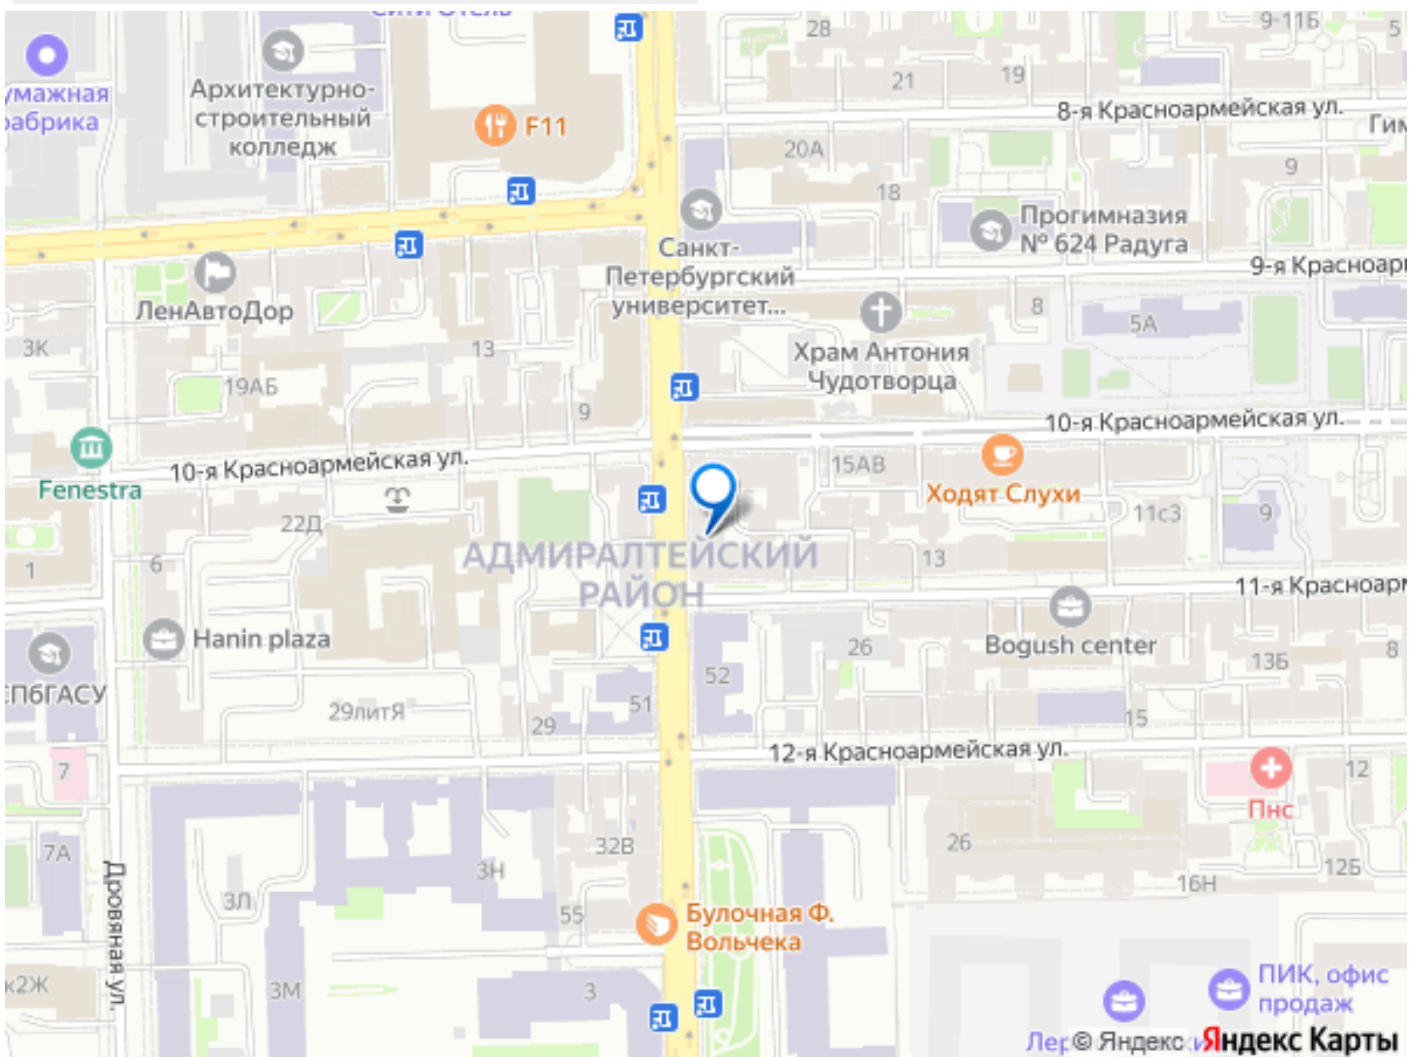 Сити Отель
28
9-11Б
5
Архитектурно-
строительный
колледж
умажная
рабрика
F11
21
19
8-я Красноармейская ул.
Гим
20А
18
9
Прогимназия
№ 624 Радуга
Санкт-
Петербургский
университет...
9-я Красноарм
ЛенАвтоДор
8
5А
3К
13
Храм Антония
Чудотворца
19АБ
9
10-я Красноармейская ул.
10-я Красноармейская ул.
15АВ
Fenestra
Ходят Слухи
22Д
11с3
9
АДМИРАЛТЕЙСКИЙ
РАЙОН
13
1
6
11-я Красноарм
Hanin plaza
26
Bogush center
13Б
8
СПбГАСУ
52
29литЯ
51
29
15
12-я Красноармейская ул.
7
12
Пнс
7А
32В
26
12Б
3Н
16Н
Дровяная ул.
3Л
55
Булочная Ф.
Вольчека
к2Ж
3М
3
ПИК, офис
продаж
Лер
© Яндекс
Яндекс Карты